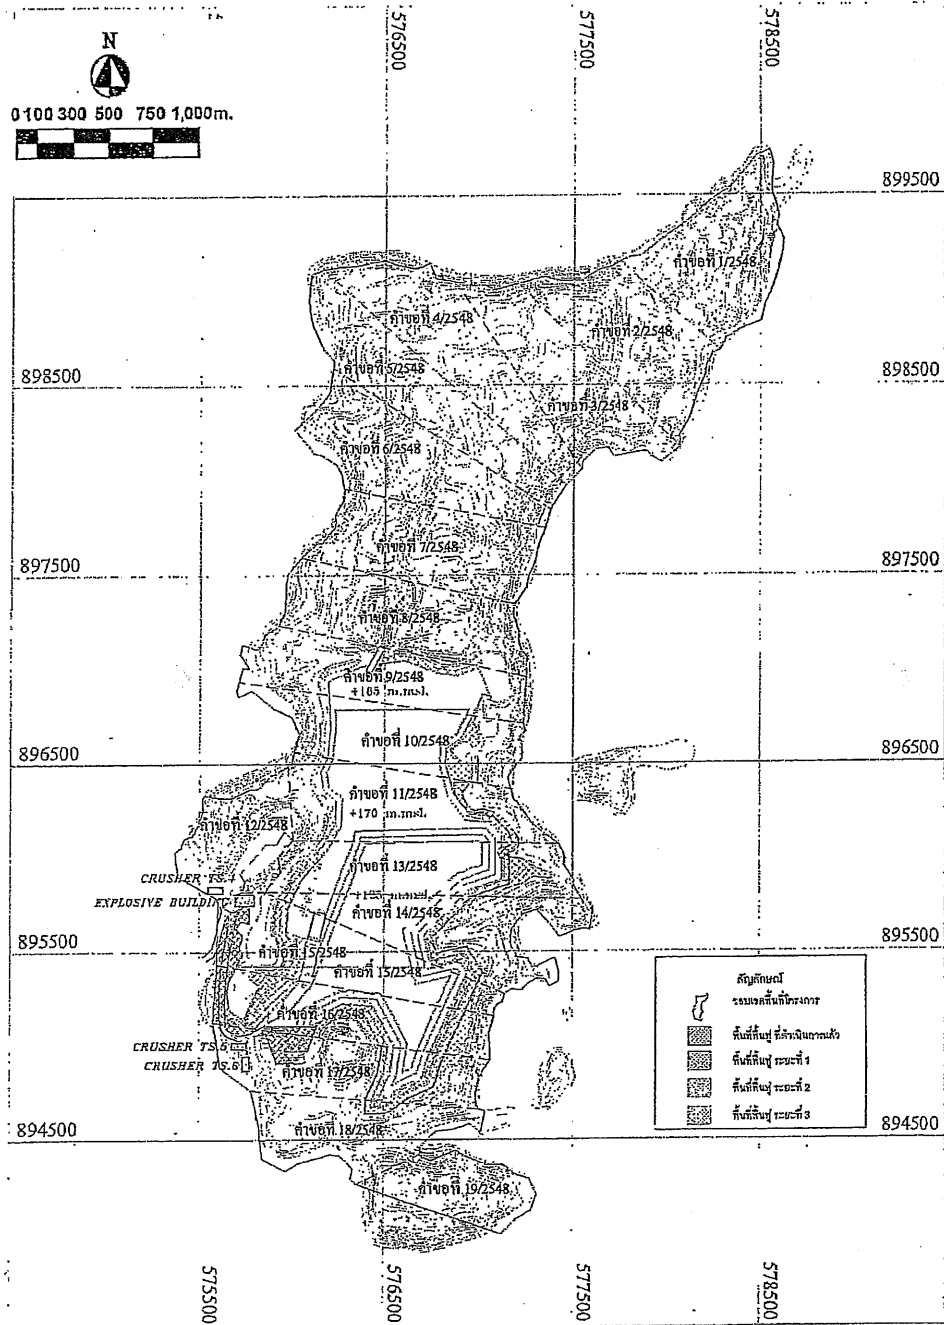 576500
577500
578500
N
0 100 300 500 750 1,000m.
899500
คำขอที่ 1/2548
คำขอที่ 4/2548
คำขอที่ 2/2548
คำขอที่ 5/2548
898500
898500
คำขอที่ 3/2548
คำขอที่ 6/2548
คำขอที่ 7/2548
897500
897500
คำขอที่ 8/2548
คำขอที่ 9/2548
+165 m.msl.
คำขอที่ 10/2548
896500
896500
คำขอที่ 11/2548
+170 m.msl.
คำขอที่ 12/2548
คำขอที่ 13/2548
CRUSHER TS.
EXPLOSIVE BUILDING
คำขอที่ 14/2548
895500
895500
คำขอที่ 15/2548
คำขอที่ 15/2548
คำขอที่ 16/2548
CRUSHER TS.5
CRUSHER TS.6
คำขอที่ 17/2548
สัญลักษณ์
ขอบเขตพื้นที่โครงการ
พื้นที่ฟื้นฟู ที่ดำเนินการแล้ว
พื้นที่ฟื้นฟู ระยะที่ 1
พื้นที่ฟื้นฟู ระยะที่ 2
พื้นที่ฟื้นฟู ระยะที่ 3
คำขอที่ 18/2548
894500
894500
คำขอที่ 19/2548
575500
576500
577500
578500